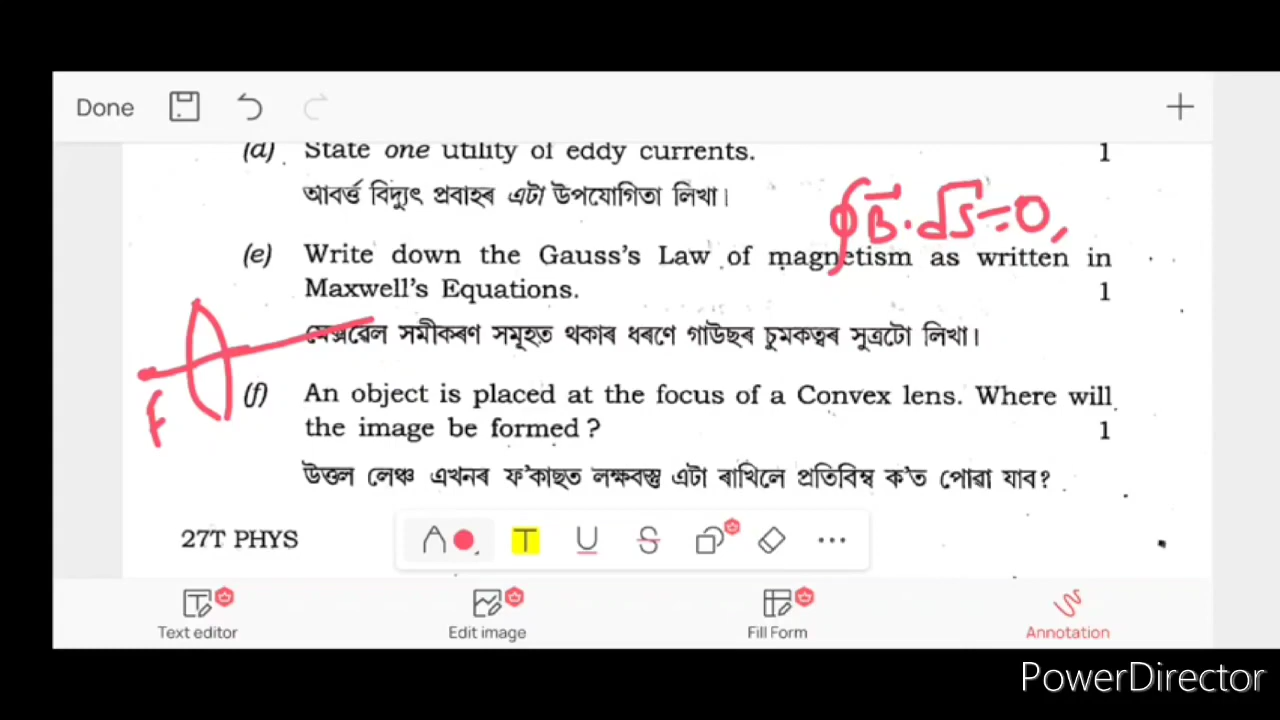 Done
(d) State one utility of eddy currents. 1
আবৰ্ত্ত বিদ্যুৎ প্ৰবাহৰ এটা উপযোগিতা লিখা।
∮B⃗·dS⃗=0,
(e) Write down the Gauss's Law of magnetism as written in
Maxwell's Equations. 1
মেক্সৱেল সমীকৰণ সমূহত থকাৰ ধৰণে গাউছৰ চুমকত্বৰ সুত্ৰটো লিখা।
F
(f) An object is placed at the focus of a Convex lens. Where will
the image be formed? 1
উত্তল লেঞ্চ এখনৰ ফ'কাছত লক্ষবস্তু এটা ৰাখিলে প্ৰতিবিম্ব ক'ত পোৱা যাব?
27T PHYS
Text editor Edit image Fill Form Annotation
PowerDirector